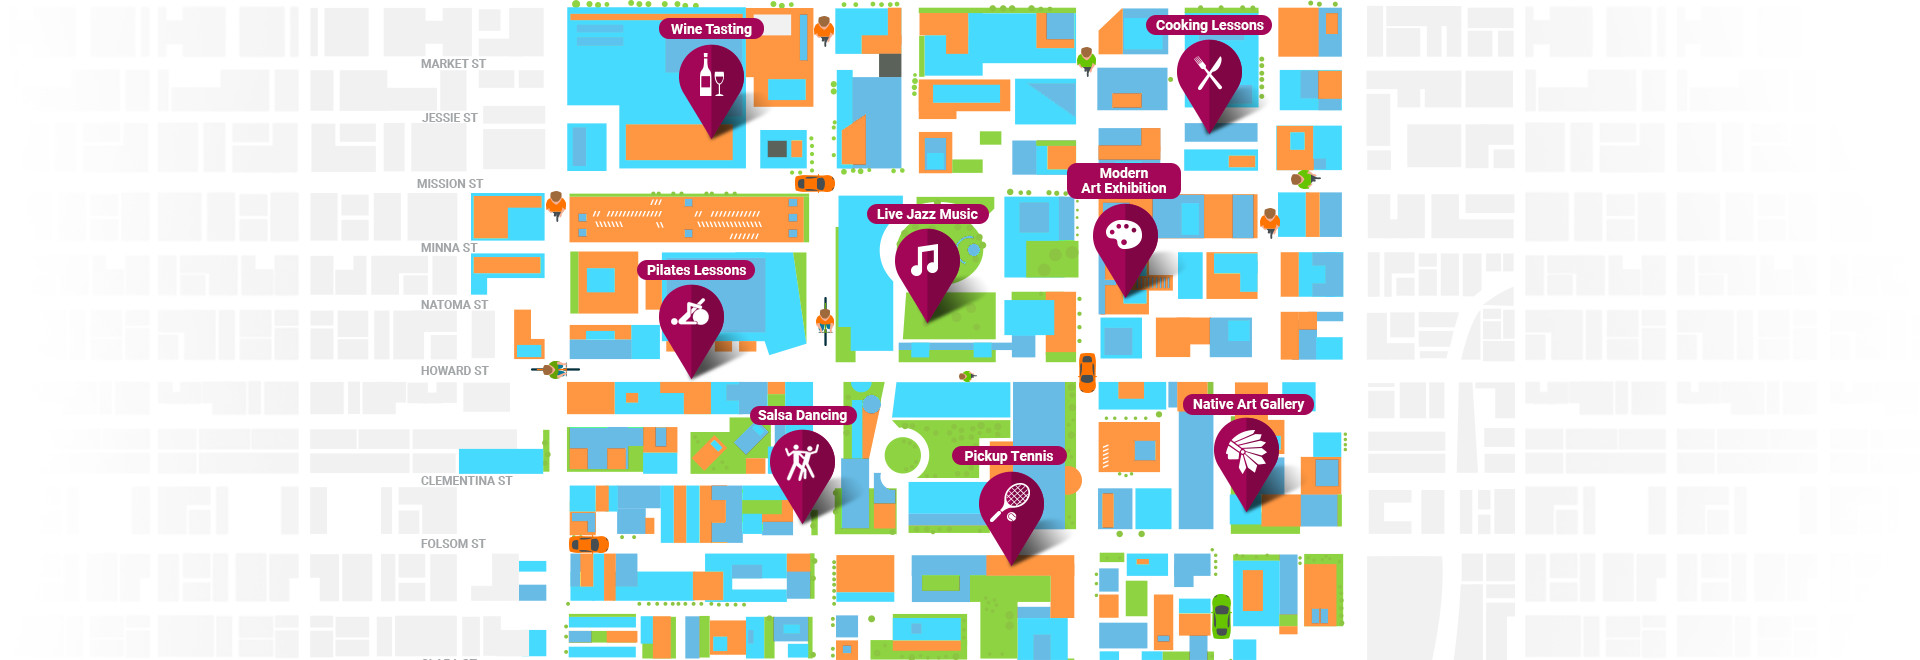 Wine Tasting
Cooking Lessons
MARKET ST
JESSIE ST
Modern
Art Exhibition
MISSION ST
Live Jazz Music
MINNA ST
Pilates Lessons
NATOMA ST
HOWARD ST
Native Art Gallery
Salsa Dancing
Pickup Tennis
CLEMENTINA ST
FOLSOM ST